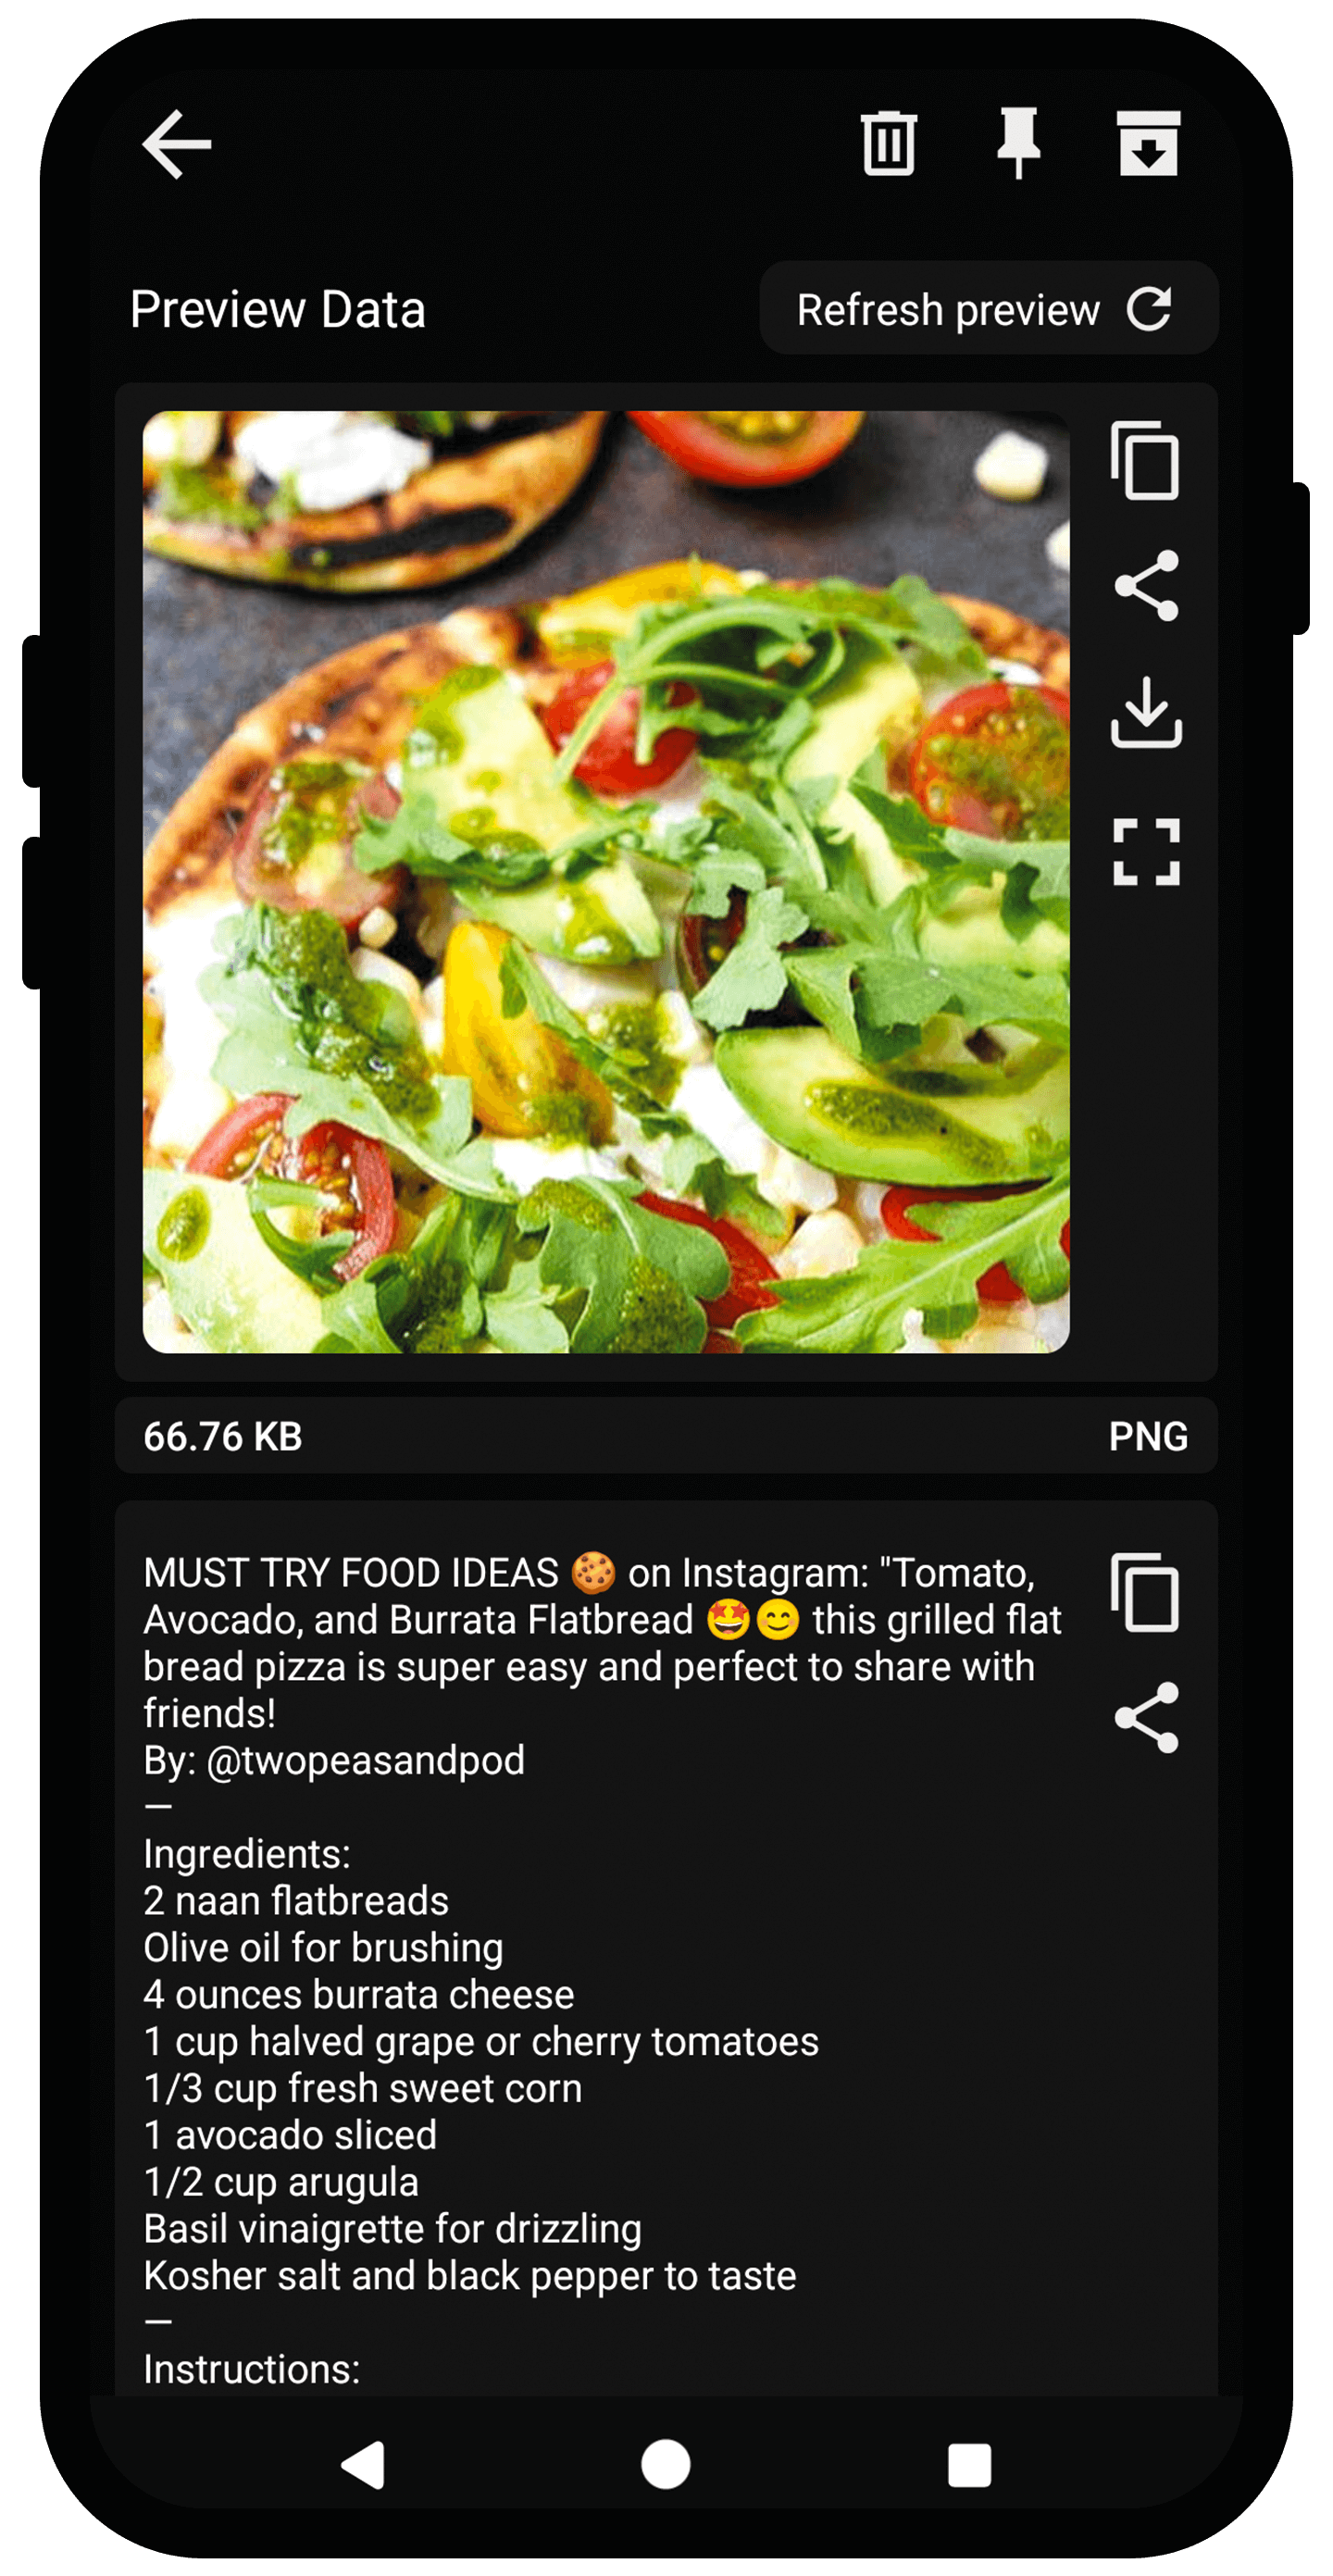 Preview Data
Refresh preview
66.76 KB
PNG
MUST TRY FOOD IDEAS 🍪 on Instagram: "Tomato,
Avocado, and Burrata Flatbread 🤩😊 this grilled flat
bread pizza is super easy and perfect to share with
friends!
By: @twopeasandpod
—
Ingredients:
2 naan flatbreads
Olive oil for brushing
4 ounces burrata cheese
1 cup halved grape or cherry tomatoes
1/3 cup fresh sweet corn
1 avocado sliced
1/2 cup arugula
Basil vinaigrette for drizzling
Kosher salt and black pepper to taste
—
Instructions: